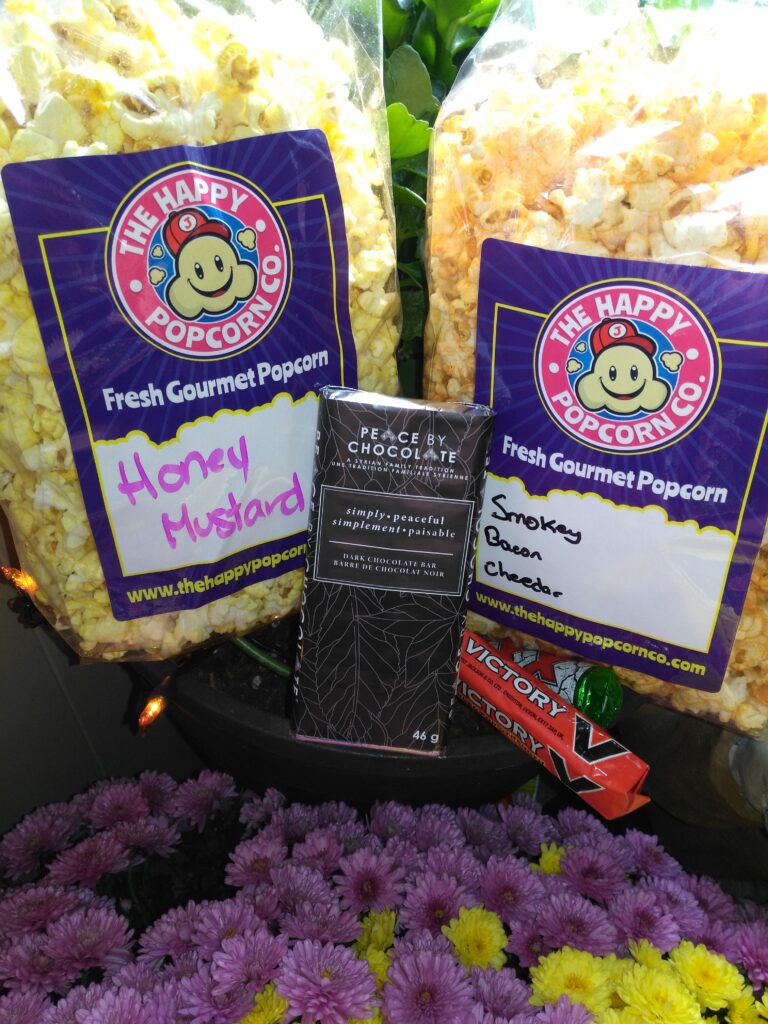 THE HAPPY
POPCORN CO.
J
Fresh Gourmet Popcorn
Honey
Mustard
www.thehappypopcorn
THE HAPPY
POPCORN CO.
J
Fresh Gourmet Popcorn
Smokey
Bacon
Cheedar
www.thehappypopcornco.com
PEACE BY
CHOCOLATE
A SYRIAN FAMILY TRADITION
UNE TRADITION FAMILIALE SYRIENNE
simply • peaceful
simplement • paisable
DARK CHOCOLATE BAR
BARRE DE CHOCOLAT NOIR
46 g
VICTORY V
VICTORY V